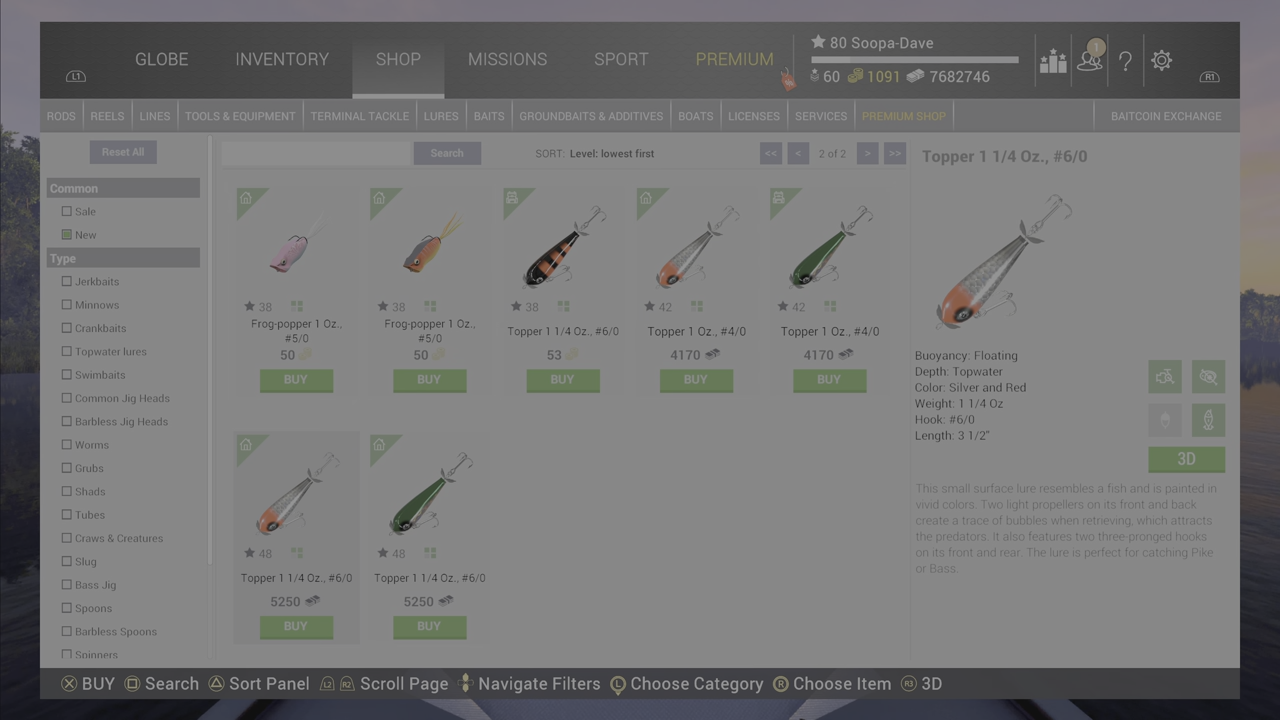 GLOBE INVENTORY SHOP MISSIONS SPORT PREMIUM
80 Soopa-Dave
60 1091 7682746
1
?
L1
R1
RODS REELS LINES TOOLS & EQUIPMENT TERMINAL TACKLE LURES BAITS GROUNDBAITS & ADDITIVES BOATS LICENSES SERVICES PREMIUM SHOP BAITCOIN EXCHANGE
Reset All
Common
Sale
New
Type
Jerkbaits
Minnows
Crankbaits
Topwater lures
Swimbaits
Common Jig Heads
Barbless Jig Heads
Worms
Grubs
Shads
Tubes
Craws & Creatures
Slug
Bass Jig
Spoons
Barbless Spoons
Spinners
Search
SORT: Level: lowest first
<< < 2 of 2 > >>
38
Frog-popper 1 Oz.,
#5/0
50
BUY
38
Frog-popper 1 Oz.,
#5/0
50
BUY
38
Topper 1 1/4 Oz., #6/0
53
BUY
42
Topper 1 Oz., #4/0
4170
BUY
42
Topper 1 Oz., #4/0
4170
BUY
48
Topper 1 1/4 Oz., #6/0
5250
BUY
48
Topper 1 1/4 Oz., #6/0
5250
BUY
Topper 1 1/4 Oz., #6/0
Buoyancy: Floating
Depth: Topwater
Color: Silver and Red
Weight: 1 1/4 Oz
Hook: #6/0
Length: 3 1/2"
3D
This small surface lure resembles a fish and is painted in
vivid colors. Two light propellers on its front and back
create a trace of bubbles when retrieving, which attracts
the predators. It also features two three-pronged hooks
on its front and rear. The lure is perfect for catching Pike
or Bass.
BUY Search Sort Panel L2 R2 Scroll Page Navigate Filters L Choose Category R Choose Item R3 3D